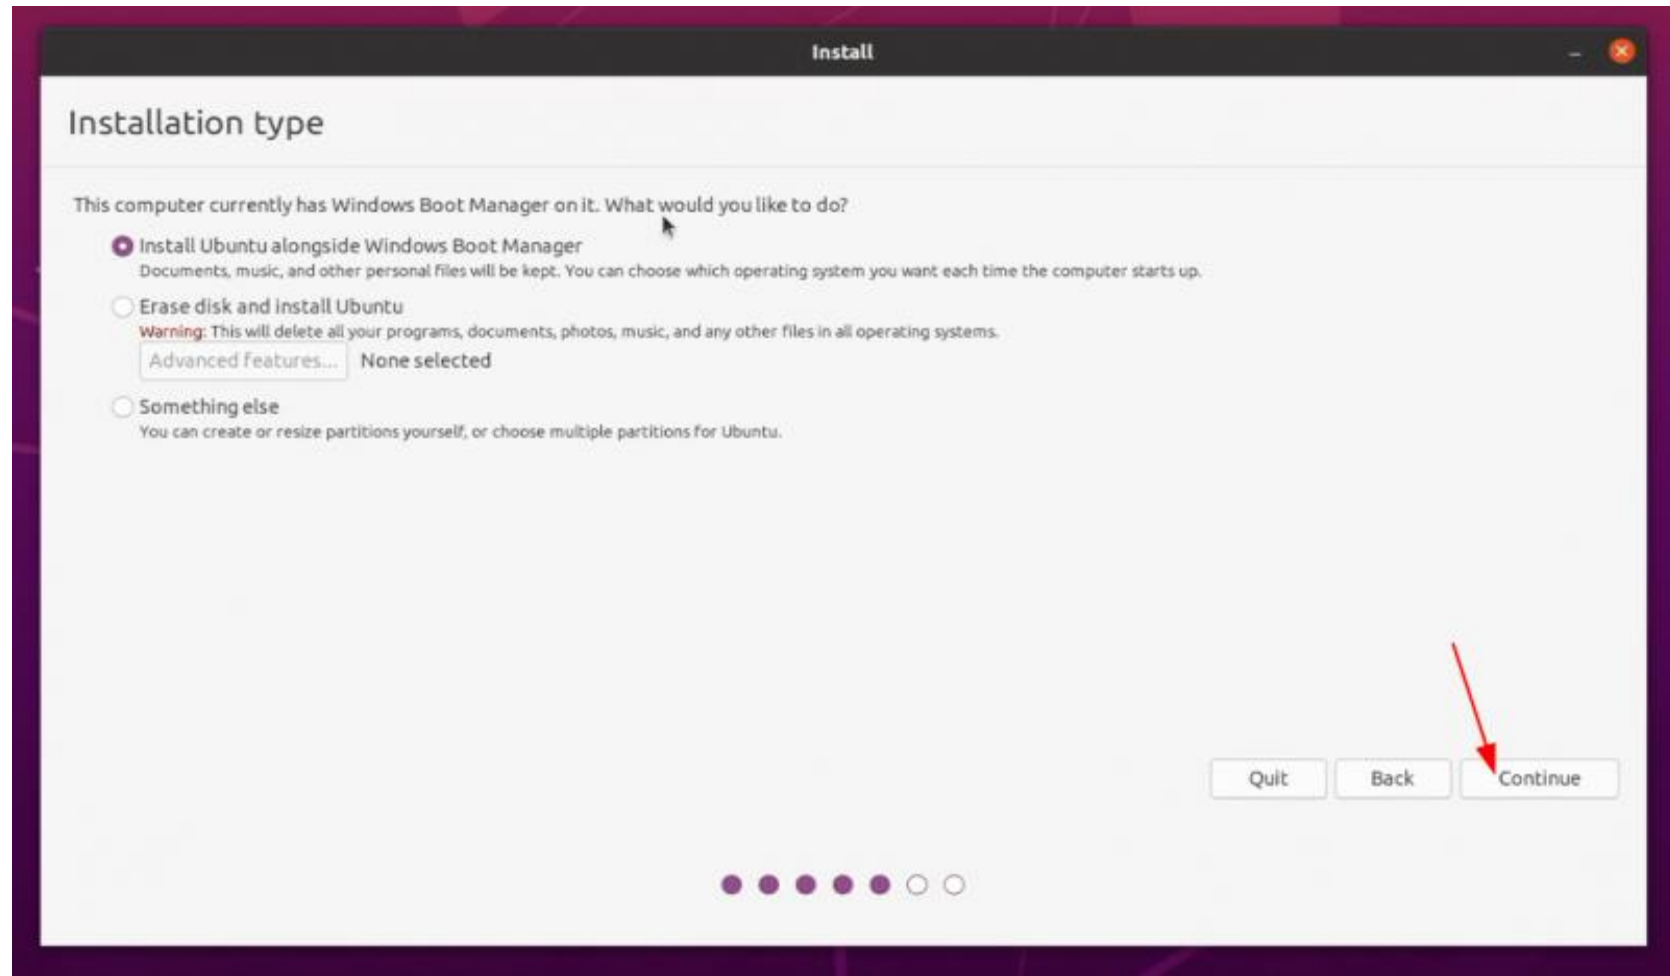 Install
Installation type
This computer currently has Windows Boot Manager on it. What would you like to do?
Install Ubuntu alongside Windows Boot Manager
Documents, music, and other personal files will be kept. You can choose which operating system you want each time the computer starts up.
Erase disk and install Ubuntu
Warning: This will delete all your programs, documents, photos, music, and any other files in all operating systems.
Advanced features... None selected
Something else
You can create or resize partitions yourself, or choose multiple partitions for Ubuntu.
Quit Back Continue